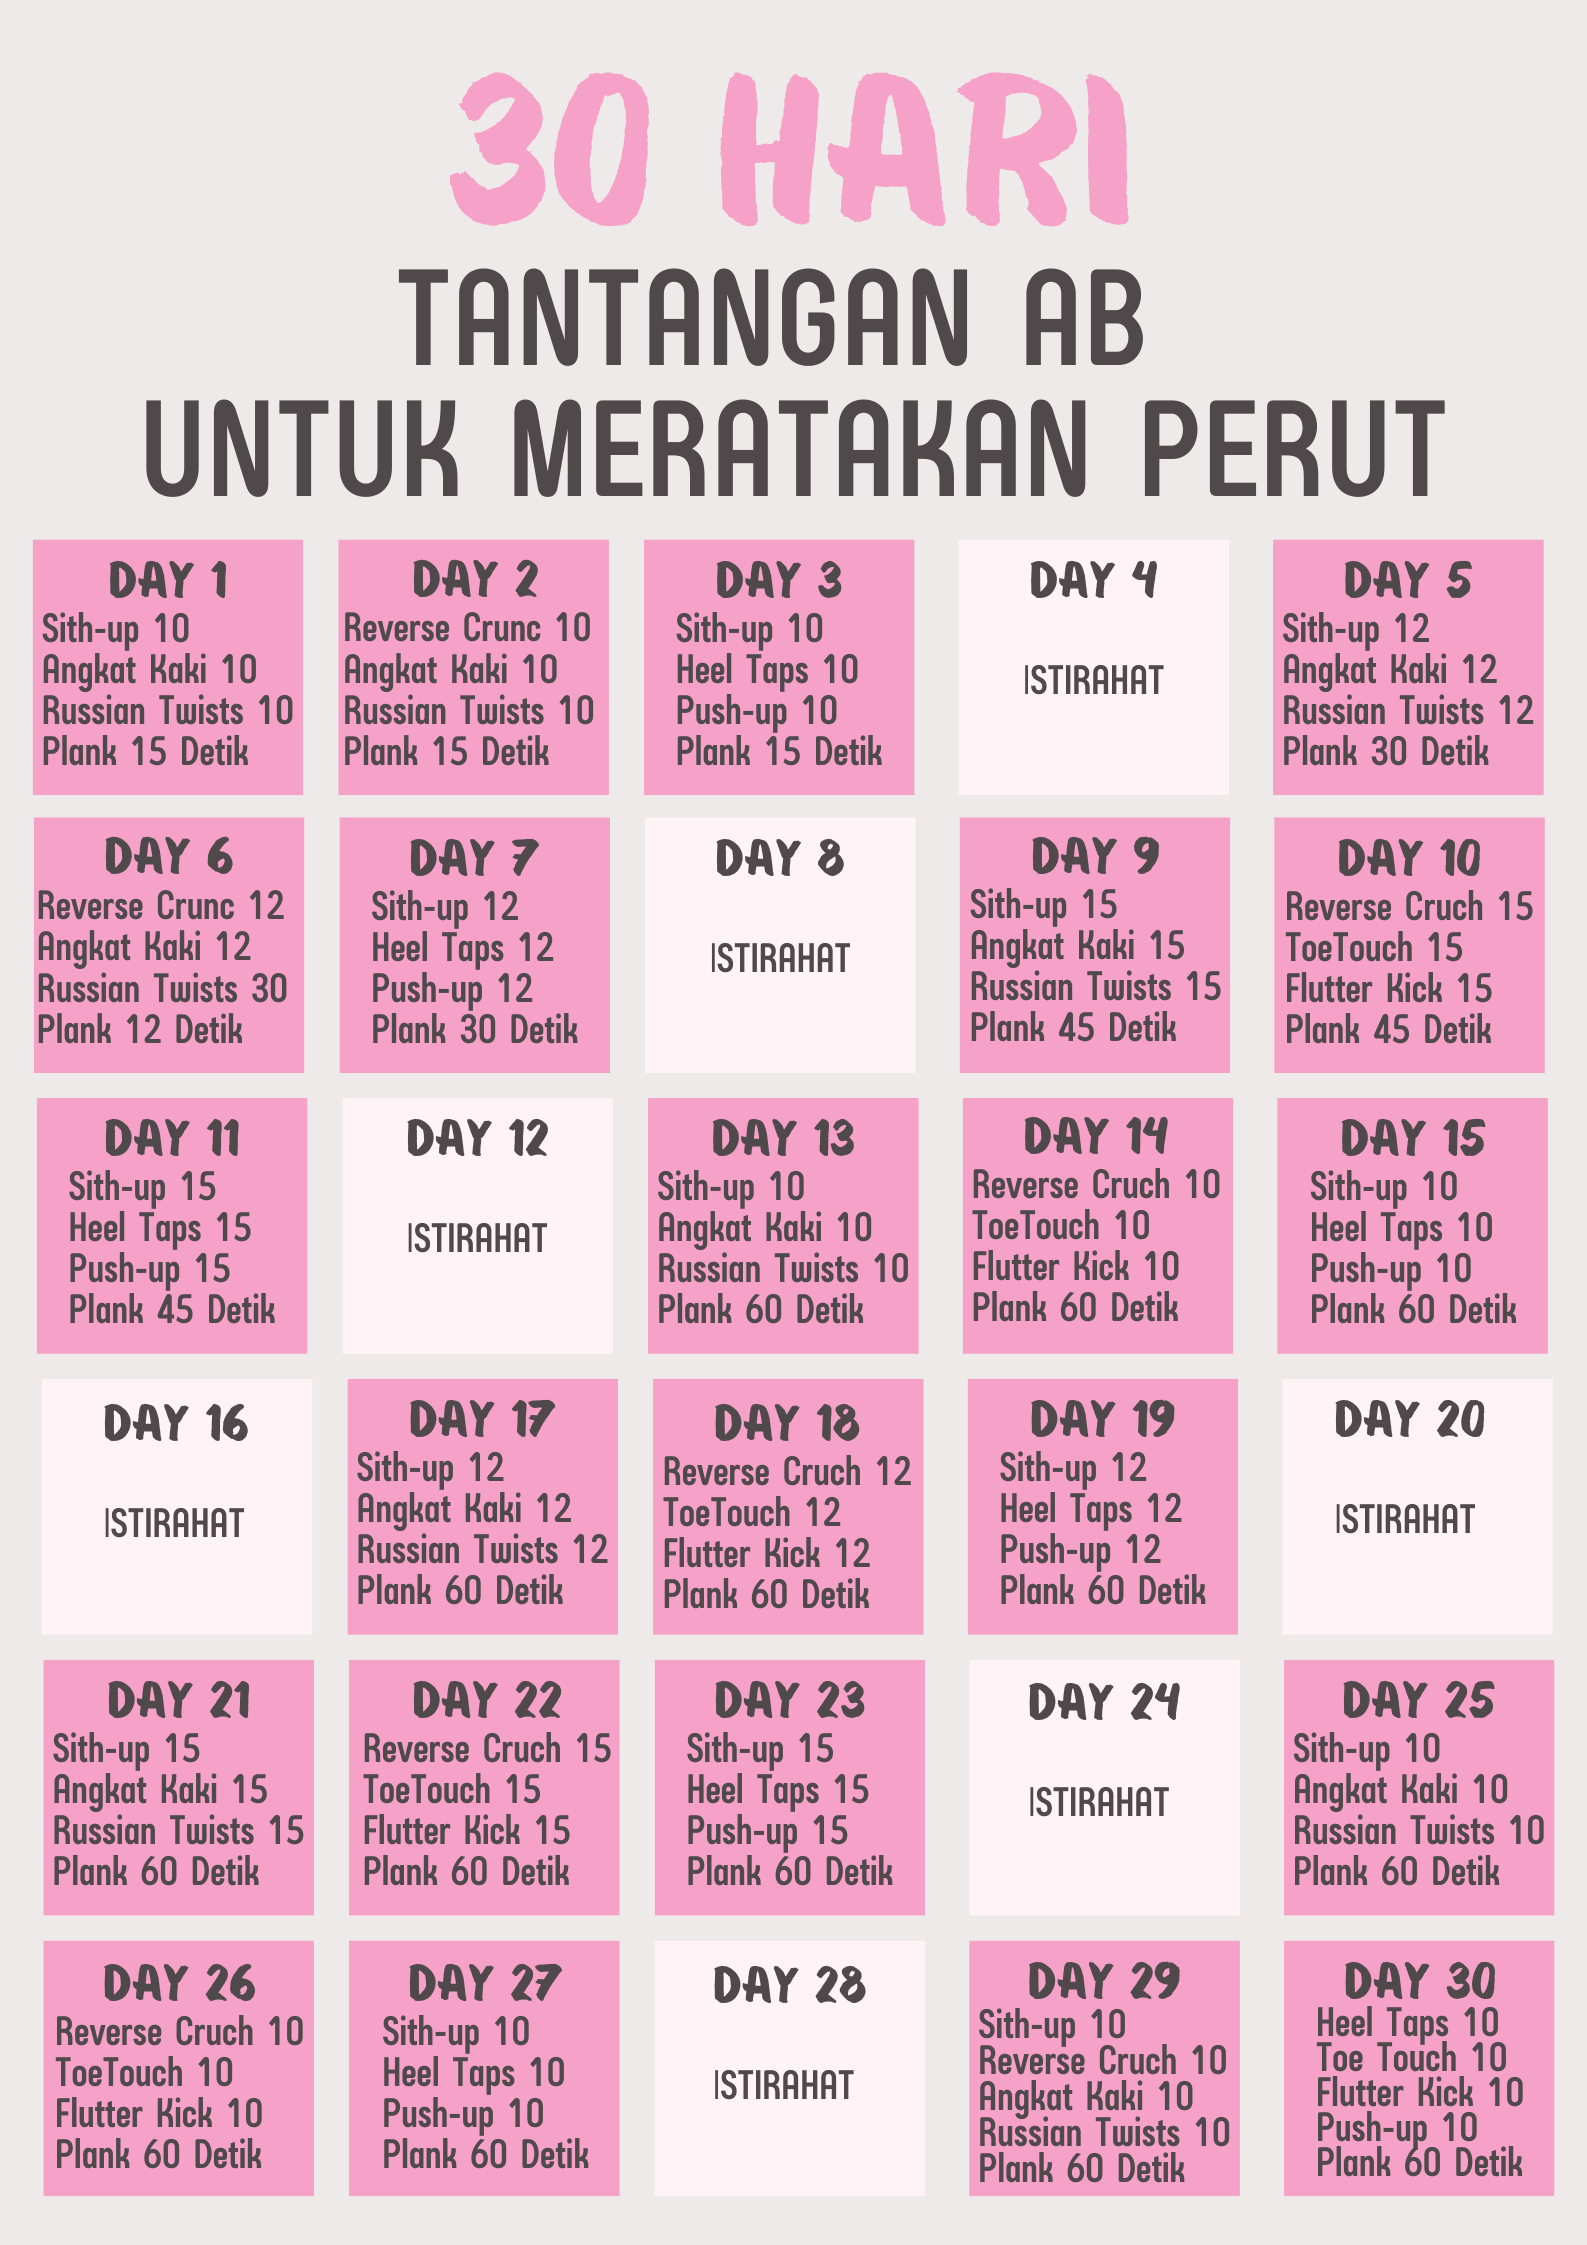 30 HARI
TANTANGAN AB
UNTUK MERATAKAN PERUT
DAY 1
Sith-up 10
Angkat Kaki 10
Russian Twists 10
Plank 15 Detik
DAY 2
Reverse Crunc 10
Angkat Kaki 10
Russian Twists 10
Plank 15 Detik
DAY 3
Sith-up 10
Heel Taps 10
Push-up 10
Plank 15 Detik
DAY 4
ISTIRAHAT
DAY 5
Sith-up 12
Angkat Kaki 12
Russian Twists 12
Plank 30 Detik
DAY 6
Reverse Crunc 12
Angkat Kaki 12
Russian Twists 30
Plank 12 Detik
DAY 7
Sith-up 12
Heel Taps 12
Push-up 12
Plank 30 Detik
DAY 8
ISTIRAHAT
DAY 9
Sith-up 15
Angkat Kaki 15
Russian Twists 15
Plank 45 Detik
DAY 10
Reverse Cruch 15
ToeTouch 15
Flutter Kick 15
Plank 45 Detik
DAY 11
Sith-up 15
Heel Taps 15
Push-up 15
Plank 45 Detik
DAY 12
ISTIRAHAT
DAY 13
Sith-up 10
Angkat Kaki 10
Russian Twists 10
Plank 60 Detik
DAY 14
Reverse Cruch 10
ToeTouch 10
Flutter Kick 10
Plank 60 Detik
DAY 15
Sith-up 10
Heel Taps 10
Push-up 10
Plank 60 Detik
DAY 16
ISTIRAHAT
DAY 17
Sith-up 12
Angkat Kaki 12
Russian Twists 12
Plank 60 Detik
DAY 18
Reverse Cruch 12
ToeTouch 12
Flutter Kick 12
Plank 60 Detik
DAY 19
Sith-up 12
Heel Taps 12
Push-up 12
Plank 60 Detik
DAY 20
ISTIRAHAT
DAY 21
Sith-up 15
Angkat Kaki 15
Russian Twists 15
Plank 60 Detik
DAY 22
Reverse Cruch 15
ToeTouch 15
Flutter Kick 15
Plank 60 Detik
DAY 23
Sith-up 15
Heel Taps 15
Push-up 15
Plank 60 Detik
DAY 24
ISTIRAHAT
DAY 25
Sith-up 10
Angkat Kaki 10
Russian Twists 10
Plank 60 Detik
DAY 26
Reverse Cruch 10
ToeTouch 10
Flutter Kick 10
Plank 60 Detik
DAY 27
Sith-up 10
Heel Taps 10
Push-up 10
Plank 60 Detik
DAY 28
ISTIRAHAT
DAY 29
Sith-up 10
Reverse Cruch 10
Angkat Kaki 10
Russian Twists 10
Plank 60 Detik
DAY 30
Heel Taps 10
Toe Touch 10
Flutter Kick 10
Push-up 10
Plank 60 Detik